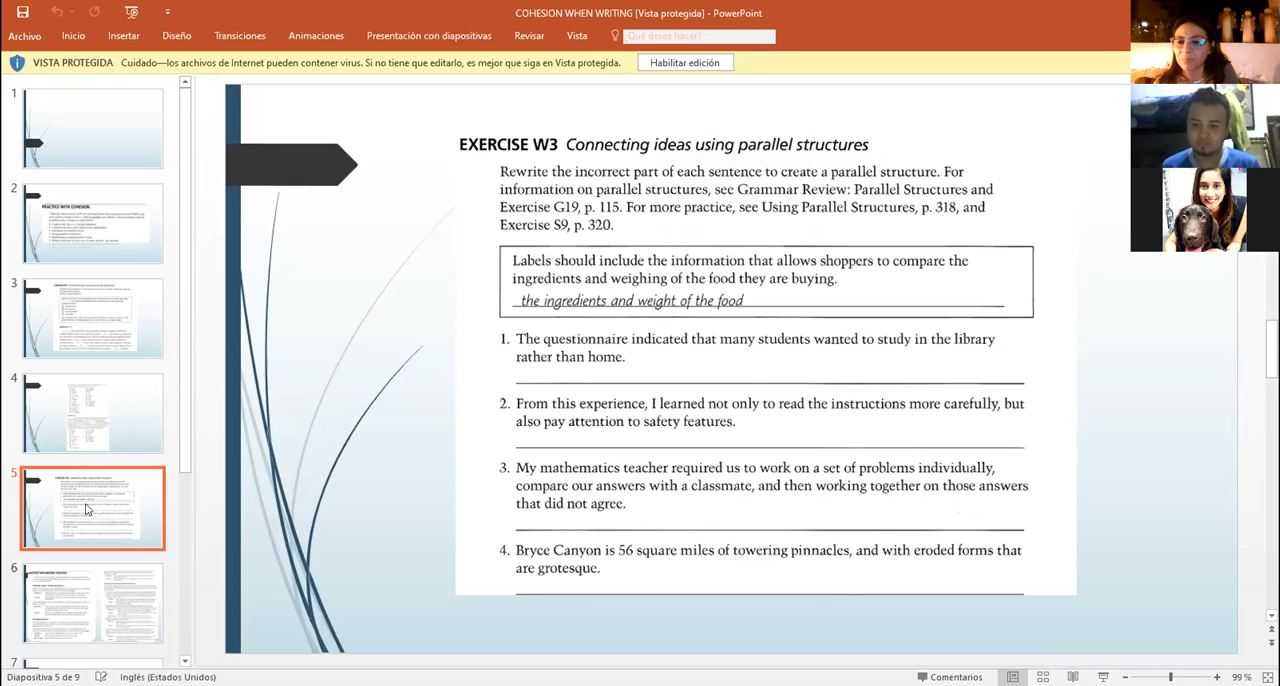 COHESION WHEN WRITING [Vista protegida] - PowerPoint
Archivo Inicio Insertar Diseño Transiciones Animaciones Presentación con diapositivas Revisar Vista ¿Qué desea hacer?
VISTA PROTEGIDA Cuidado—los archivos de Internet pueden contener virus. Si no tiene que editarlo, es mejor que siga en Vista protegida. Habilitar edición
1
2
PRACTICE WITH COHESION
3
4
5
6
7
EXERCISE W3 Connecting ideas using parallel structures
Rewrite the incorrect part of each sentence to create a parallel structure. For
information on parallel structures, see Grammar Review: Parallel Structures and
Exercise G19, p. 115. For more practice, see Using Parallel Structures, p. 318, and
Exercise S9, p. 320.
Labels should include the information that allows shoppers to compare the
ingredients and weighing of the food they are buying.
the ingredients and weight of the food
1. The questionnaire indicated that many students wanted to study in the library
rather than home.
2. From this experience, I learned not only to read the instructions more carefully, but
also pay attention to safety features.
3. My mathematics teacher required us to work on a set of problems individually,
compare our answers with a classmate, and then working together on those answers
that did not agree.
4. Bryce Canyon is 56 square miles of towering pinnacles, and with eroded forms that
are grotesque.
Diapositiva 5 de 9 Inglés (Estados Unidos) Comentarios 99 %